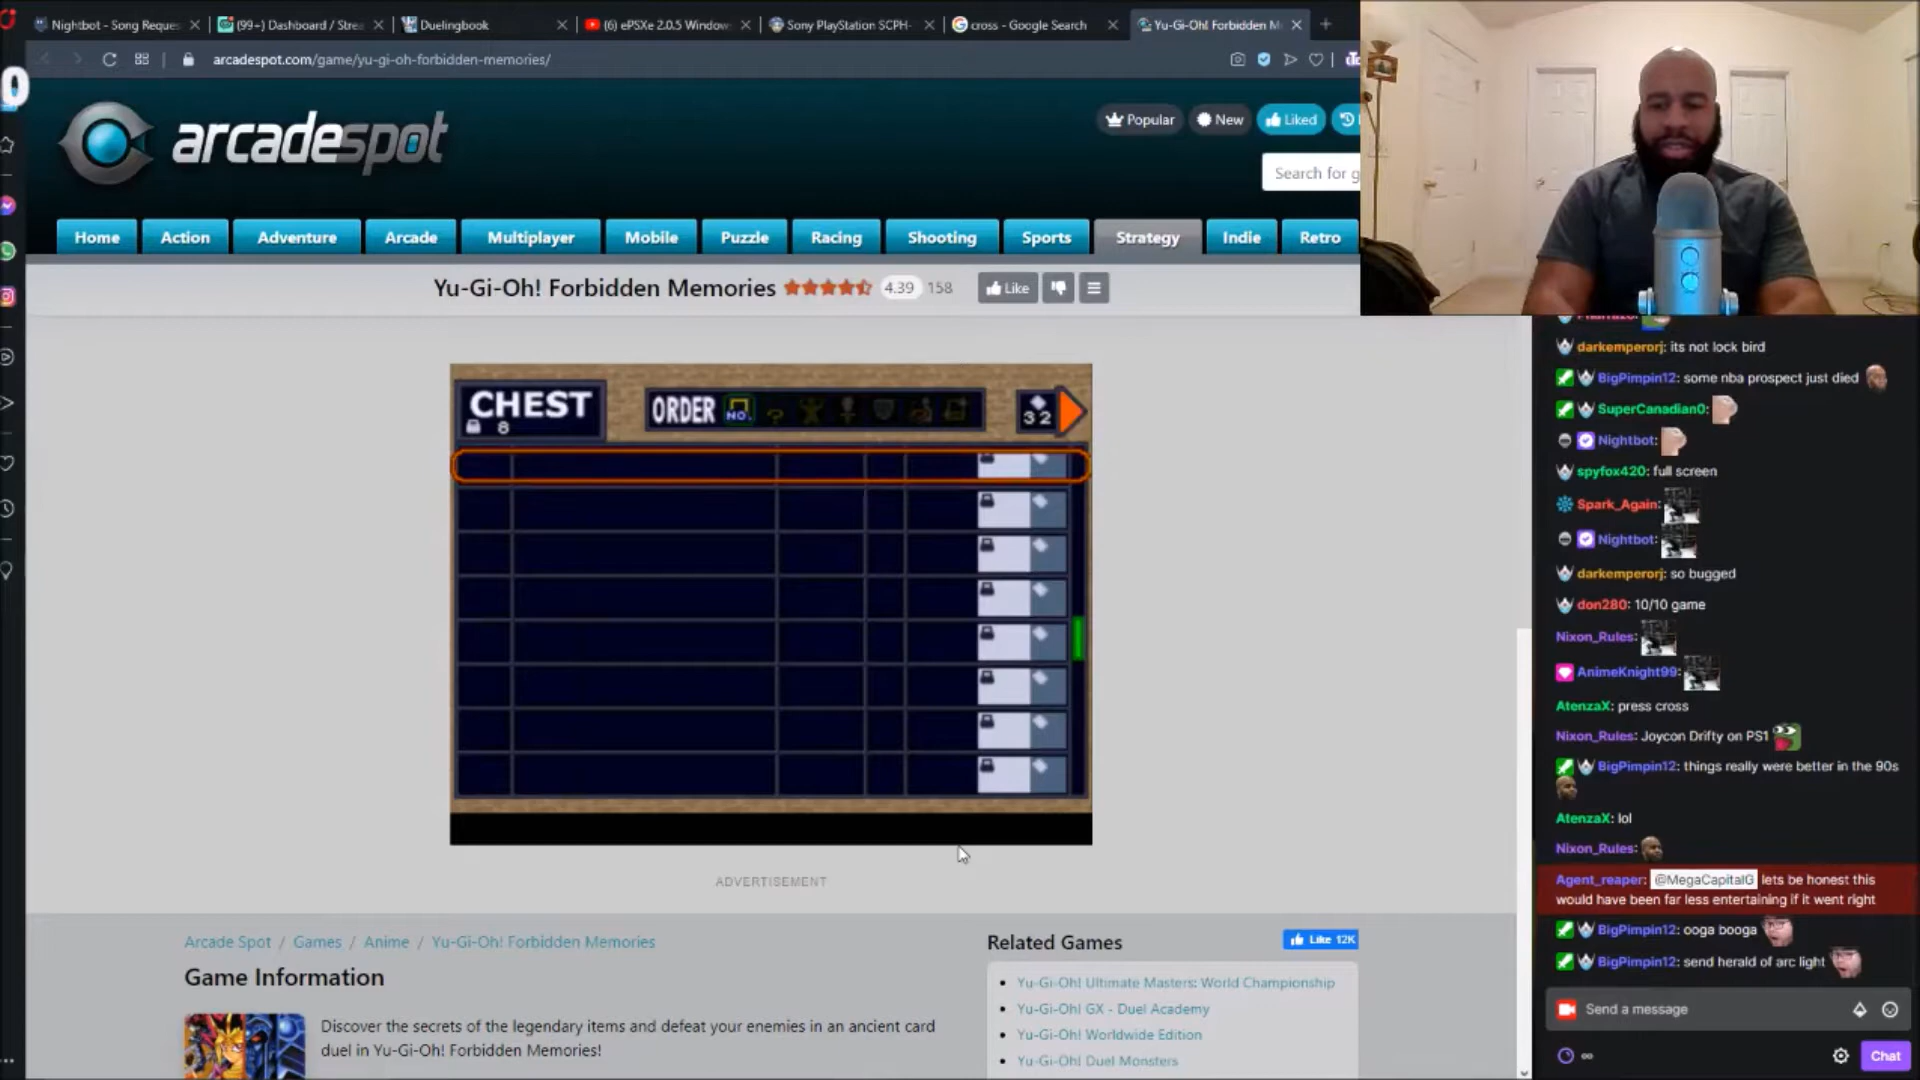 Nightbot - Song Reques
(99+) Dashboard / Strea
Duelingbook
(6) ePSXe 2.0.5 Window
Sony PlayStation SCPH-
cross - Google Search
Yu-Gi-Oh! Forbidden M
arcadespot.com/game/yu-gi-oh-forbidden-memories/
arcadespot
Popular
New
Liked
Search for g
Home
Action
Adventure
Arcade
Multiplayer
Mobile
Puzzle
Racing
Shooting
Sports
Strategy
Indie
Retro
Yu-Gi-Oh! Forbidden Memories
4.39
158
Like
CHEST
8
ORDER
NO.
?
32
ADVERTISEMENT
Arcade Spot / Games / Anime / Yu-Gi-Oh! Forbidden Memories
Game Information
Discover the secrets of the legendary items and defeat your enemies in an ancient card
duel in Yu-Gi-Oh! Forbidden Memories!
Related Games
Like 12K
Yu-Gi-Oh! Ultimate Masters: World Championship
Yu-Gi-Oh! GX - Duel Academy
Yu-Gi-Oh! Worldwide Edition
Yu-Gi-Oh! Duel Monsters
darkemperorj: its not lock bird
BigPimpin12: some nba prospect just died
SuperCanadian0:
Nightbot:
spyfox420: full screen
Spark_Again:
Nightbot:
darkemperorj: so bugged
don280: 10/10 game
Nixon_Rules:
AnimeKnight99:
AtenzaX: press cross
Nixon_Rules: Joycon Drifty on PS1
BigPimpin12: things really were better in the 90s
AtenzaX: lol
Nixon_Rules:
Agent_reaper: @MegaCapitalG lets be honest this
would have been far less entertaining if it went right
BigPimpin12: ooga booga
BigPimpin12: send herald of arc light
Send a message
Chat